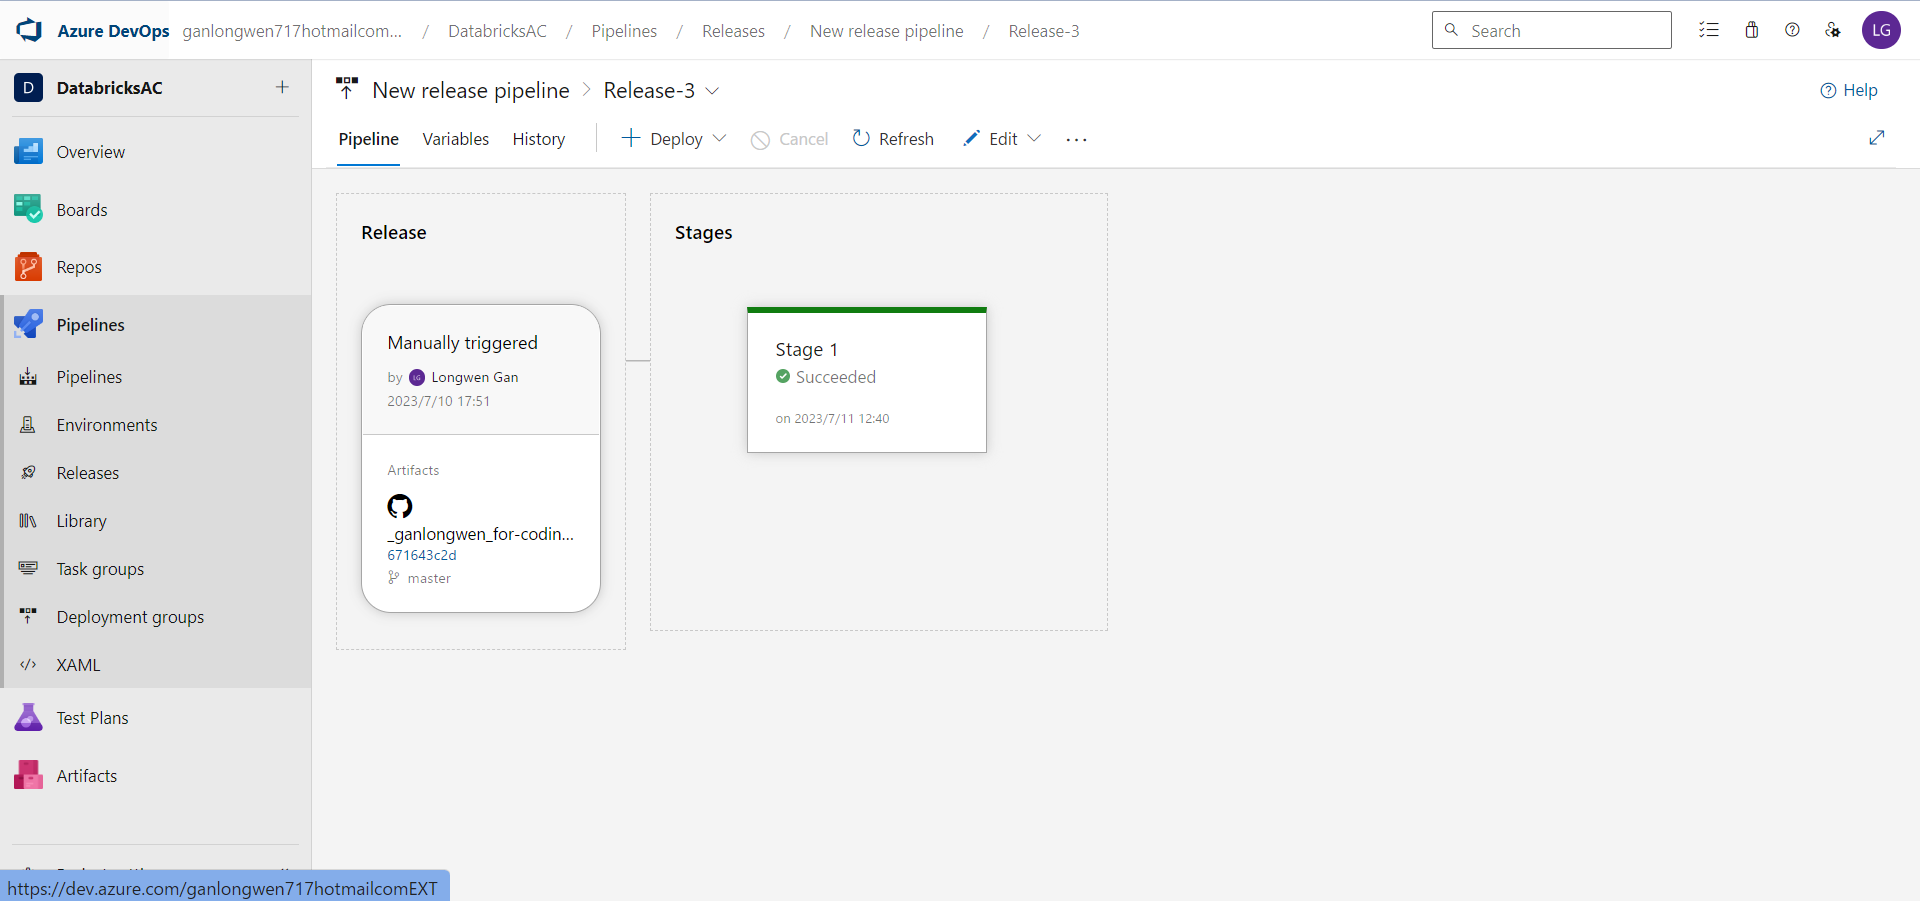 Azure DevOps ganlongwen717hotmailcom... / DatabricksAC / Pipelines / Releases / New release pipeline / Release-3
Search
LG
D DatabricksAC +
Overview
Boards
Repos
Pipelines
Pipelines
Environments
Releases
Library
Task groups
Deployment groups
XAML
Test Plans
Artifacts
https://dev.azure.com/ganlongwen717hotmailcomEXT
New release pipeline > Release-3
Help
Pipeline Variables History Deploy Cancel Refresh Edit ...
Release
Manually triggered
by LG Longwen Gan
2023/7/10 17:51
Artifacts
_ganlongwen_for-codin...
671643c2d
master
Stages
Stage 1
Succeeded
on 2023/7/11 12:40